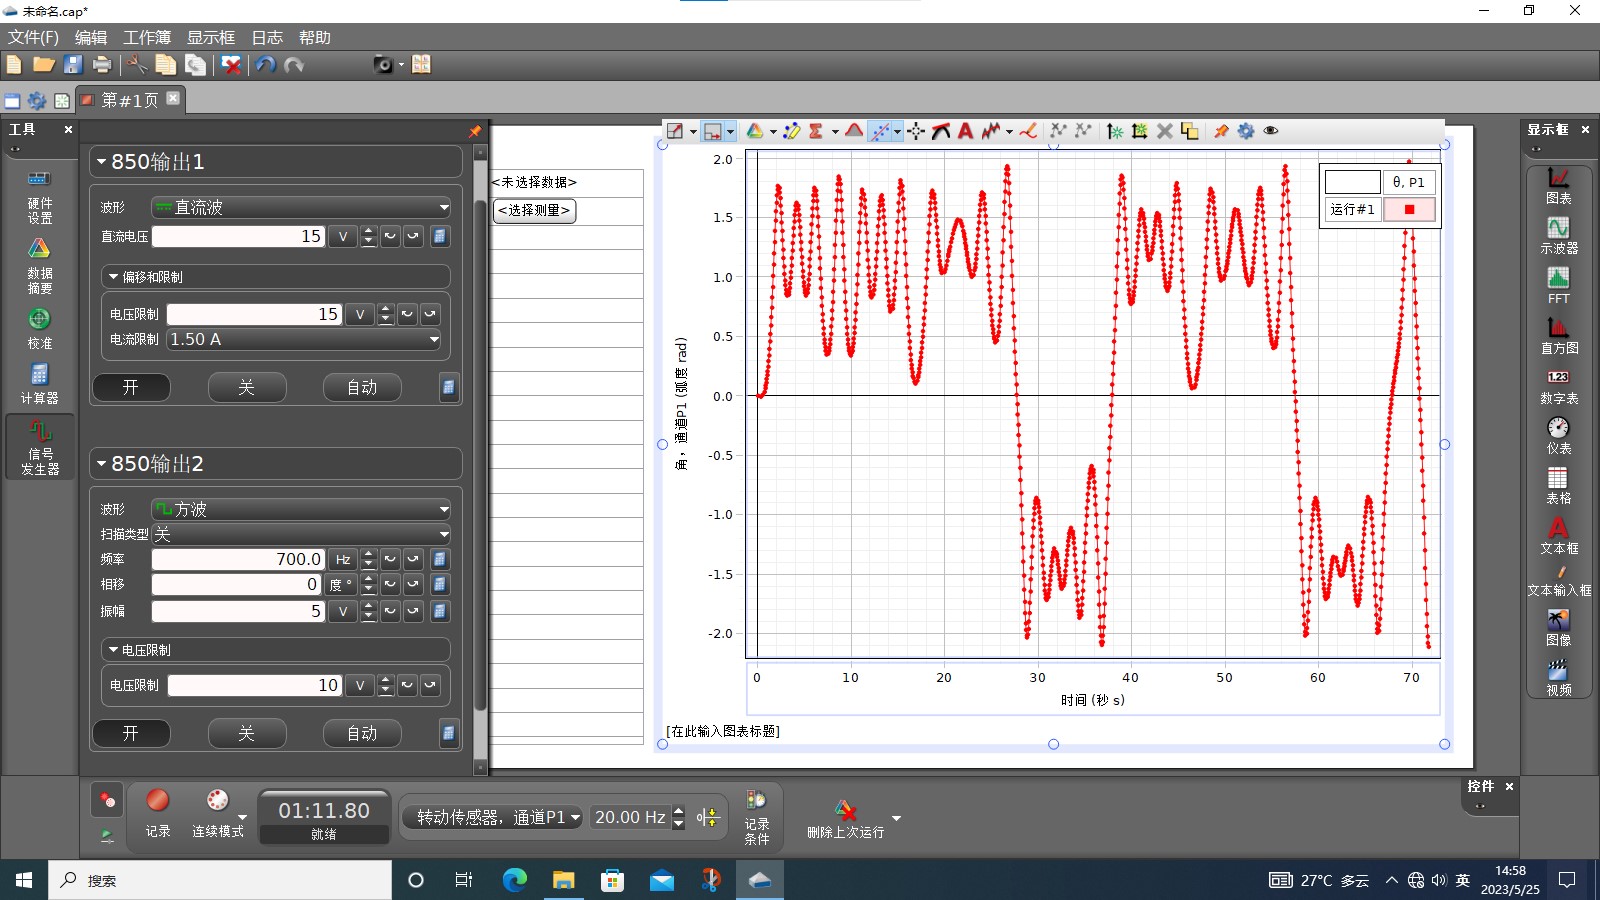 未命名.cap*
文件(F) 编辑 工作簿 显示框 日志 帮助
第#1页
工具
硬件
设置
数据
摘要
校准
计算器
信号
发生器
850输出1
波形 直流波
直流电压 15 V
偏移和限制
电压限制 15 V
电流限制 1.50 A
开 关 自动
850输出2
波形 方波
扫描类型 关
频率 700.0 Hz
相移 0 度 °
振幅 5 V
电压限制
电压限制 10 V
开 关 自动
<未选择数据>
<选择测量>
θ, P1
运行#1
角，通道P1 (弧度 rad)
2.0
1.5
1.0
0.5
0.0
-0.5
-1.0
-1.5
-2.0
0 10 20 30 40 50 60 70
时间 (秒 s)
[在此输入图表标题]
显示框
图表
示波器
FFT
直方图
1.23
数字表
仪表
表格
文本框
文本输入框
图像
视频
记录
连续模式
01:11.80
就绪
转动传感器，通道P1
20.00 Hz
记录
条件
删除上次运行
控件
搜索
27°C 多云
英
14:58
2023/5/25